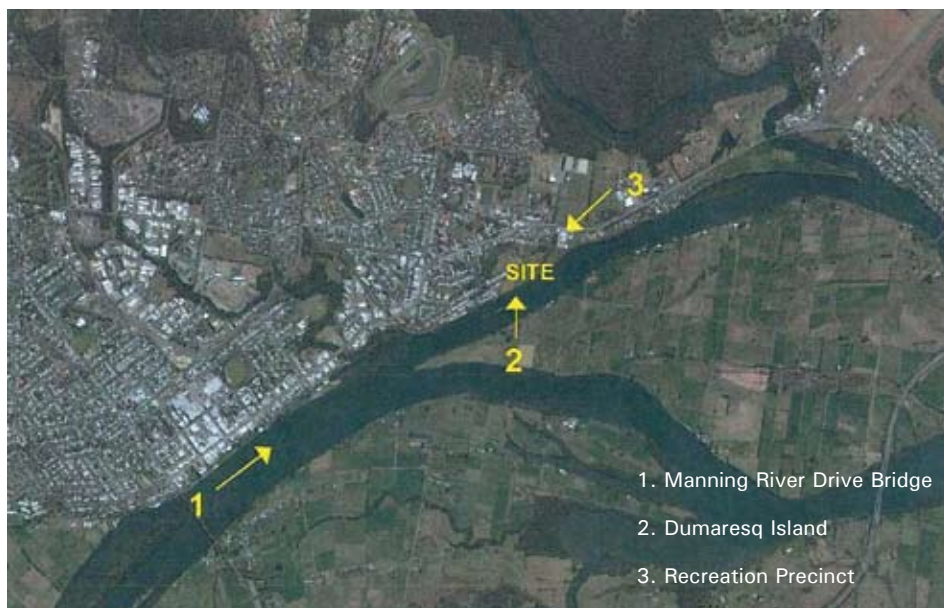 3
SITE
2
1
1. Manning River Drive Bridge
2. Dumaresq Island
3. Recreation Precinct